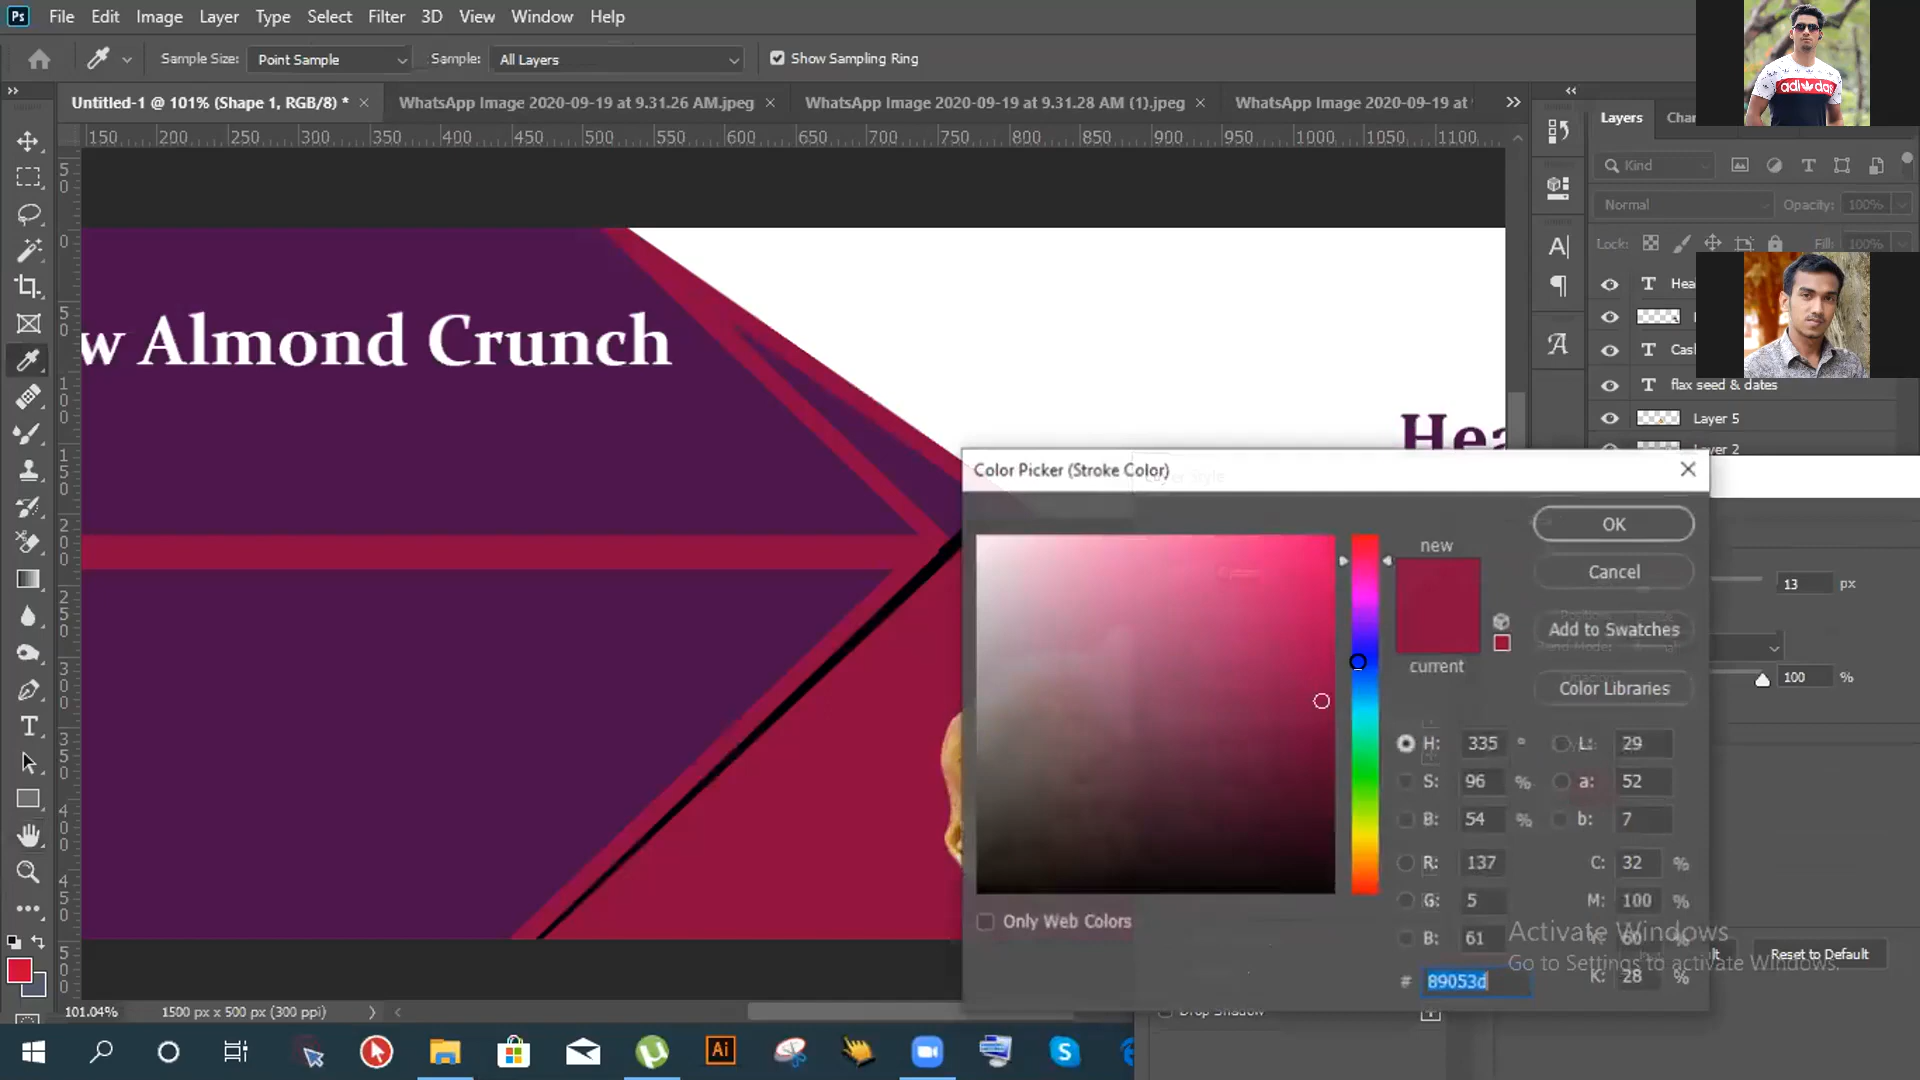 Ps File Edit Image Layer Type Select Filter 3D View Window Help
Sample Size: Point Sample Sample: All Layers Show Sampling Ring
Untitled-1 @ 101% (Shape 1, RGB/8) * × WhatsApp Image 2020-09-19 at 9.31.26 AM.jpeg × WhatsApp Image 2020-09-19 at 9.31.28 AM (1).jpeg × WhatsApp Image 2020-09-19 at
150 200 250 300 350 400 450 500 550 600 650 700 750 800 850 900 950 1000 1050 1100
w Almond Crunch
Hea
Layers Cha
Kind
Normal Opacity: 100%
Lock: Fill: 100%
Hea
Cas
flax seed & dates
Layer 5
Layer 2
adidas
Color Picker (Stroke Color)
new
OK
Cancel
Add to Swatches
current
Color Libraries
H: 335 ° L: 29
S: 96 % a: 52
B: 54 % b: 7
R: 137 C: 32 %
G: 5 M: 100 %
B: 61 Y: 60 %
# 89053d K: 28 %
Only Web Colors
13 px
100 %
Reset to Default
Drop Shadow
Activate Windows
Go to Settings to activate Windows.
101.04% 1500 px x 500 px (300 ppi)
Ai